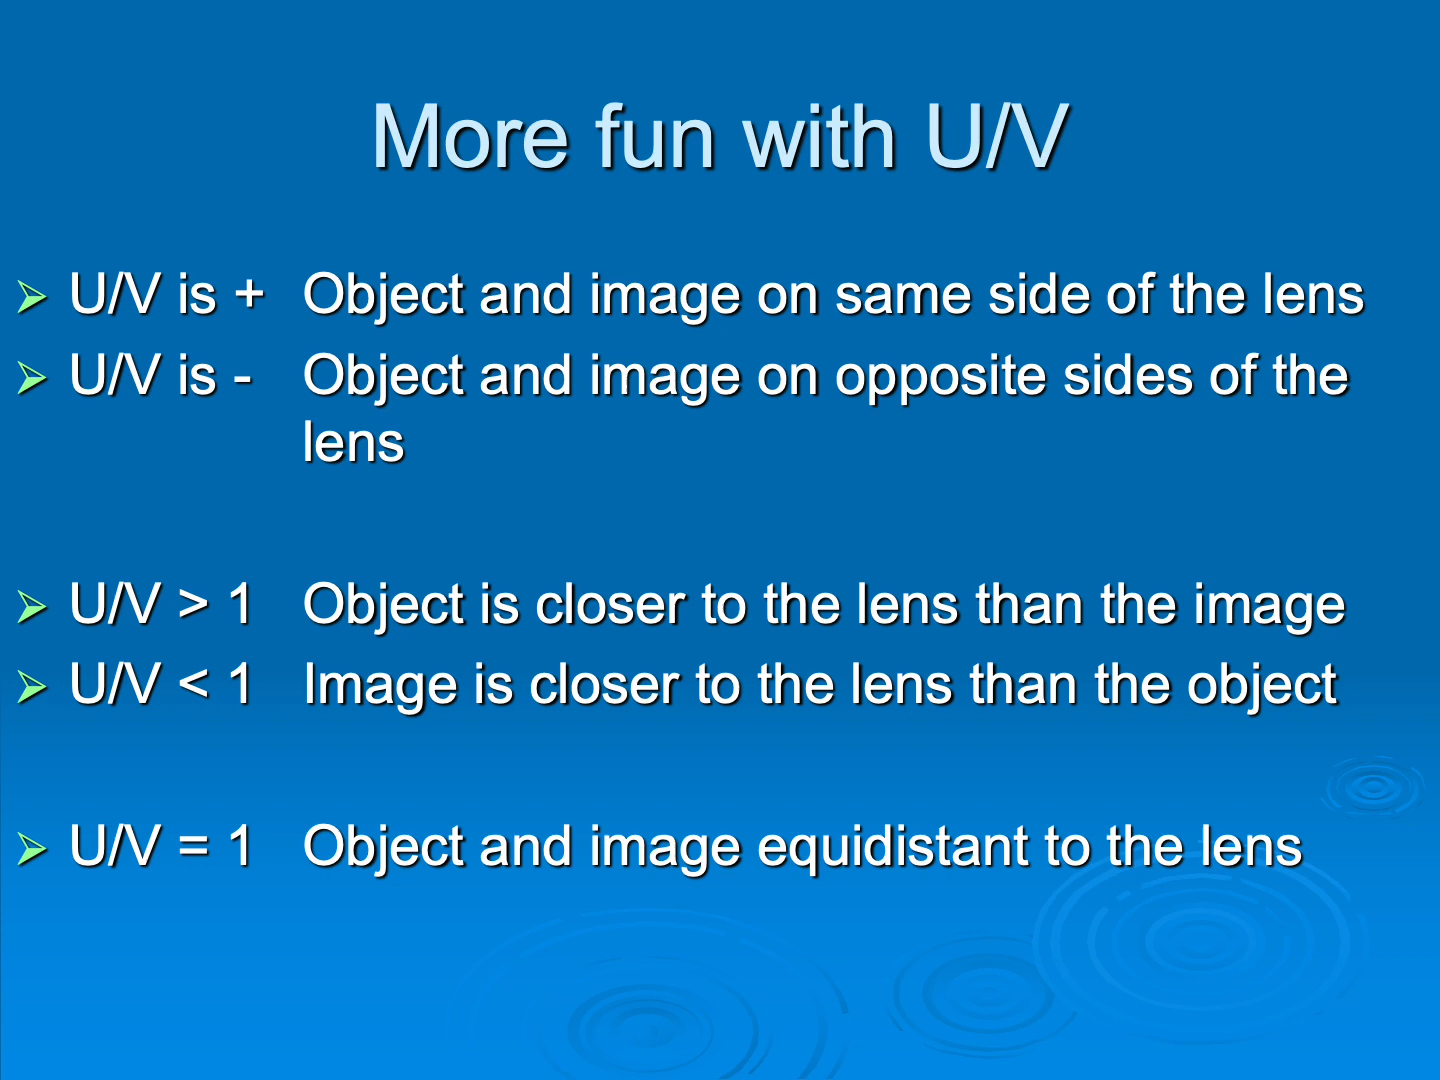 More fun with U/V
U/V is + Object and image on same side of the lens
U/V is - Object and image on opposite sides of the
lens
U/V > 1 Object is closer to the lens than the image
U/V < 1 Image is closer to the lens than the object
U/V = 1 Object and image equidistant to the lens